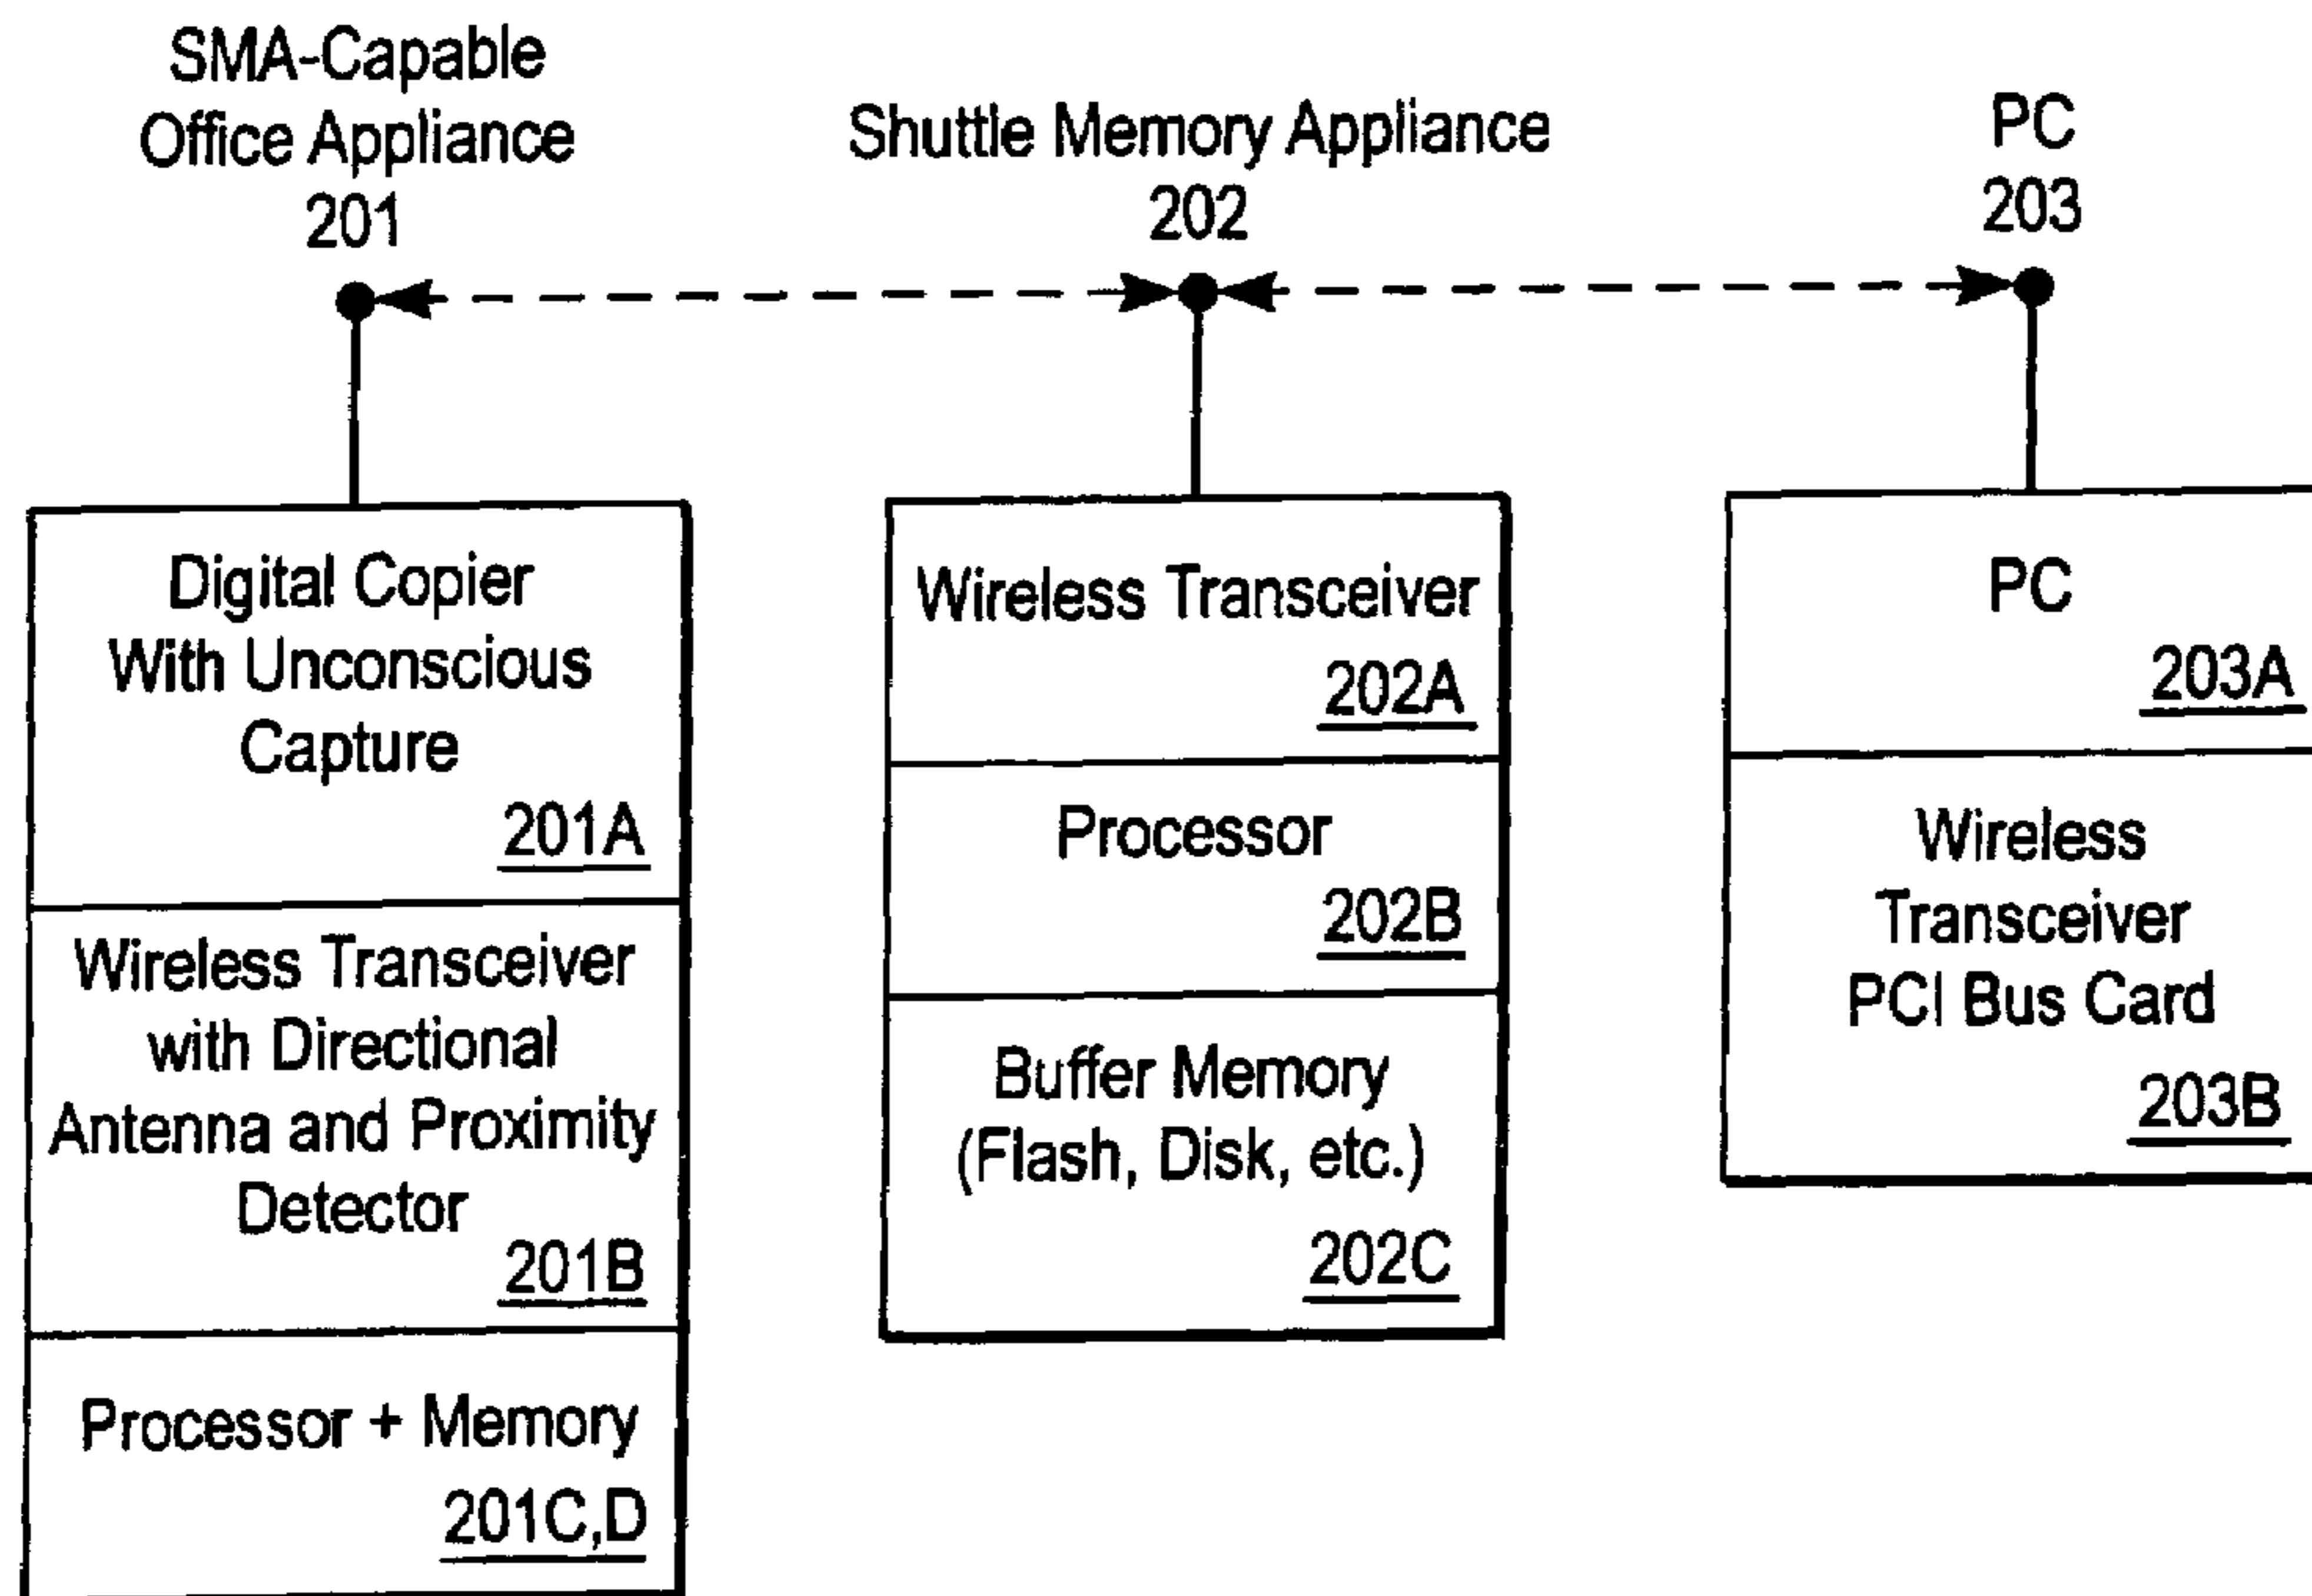 SMA-Capable
Office Appliance
201
Shuttle Memory Appliance
202
PC
203
Digital Copier
With Unconscious
Capture
201A
Wireless Transceiver
with Directional
Antenna and Proximity
Detector
201B
Processor + Memory
201C,D
Wireless Transceiver
202A
Processor
202B
Buffer Memory
(Flash, Disk, etc.)
202C
PC
203A
Wireless
Transceiver
PCI Bus Card
203B